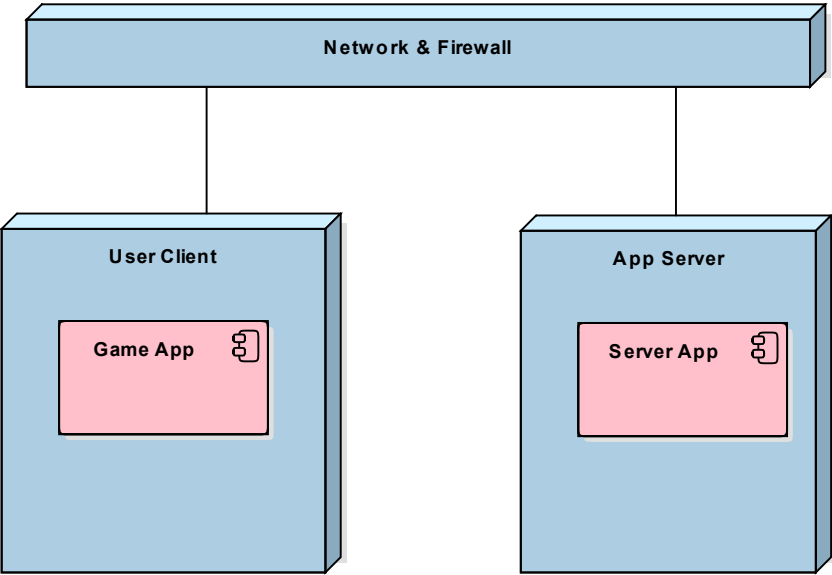 Network & Firewall
User Client
App Server
Game App
Server App